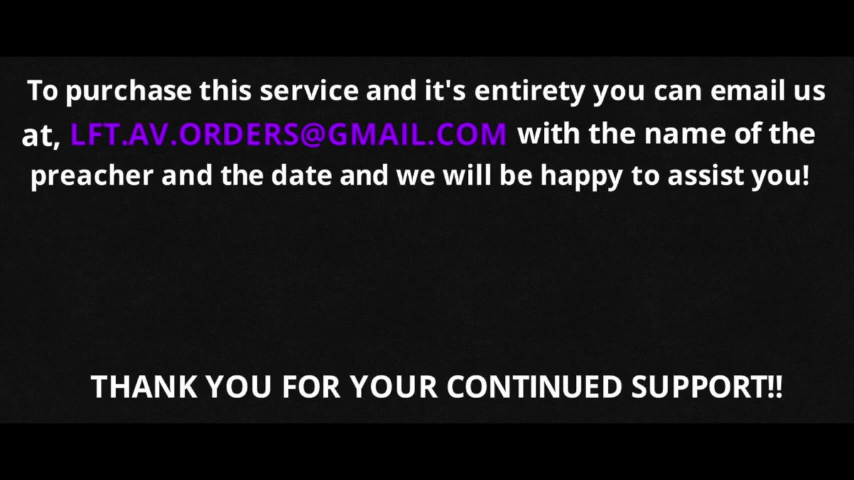 To purchase this service and it's entirety you can email us
at, LFT.AV.ORDERS@GMAIL.COM with the name of the
preacher and the date and we will be happy to assist you!
THANK YOU FOR YOUR CONTINUED SUPPORT!!